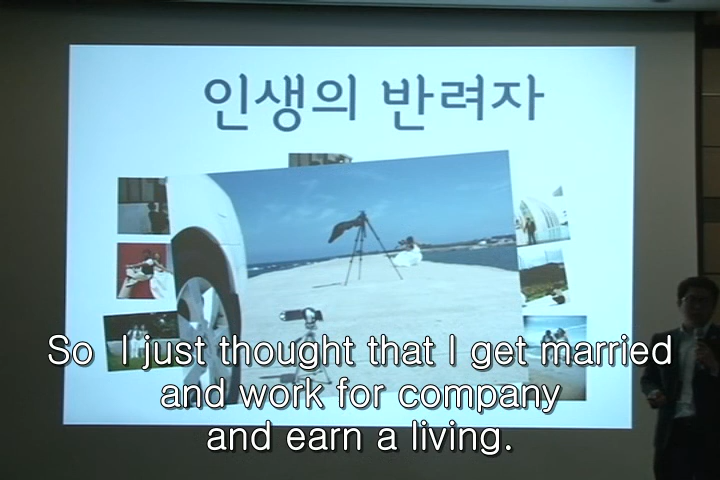 인생의 반려자
So I just thought that I get married
and work for company
and earn a living.